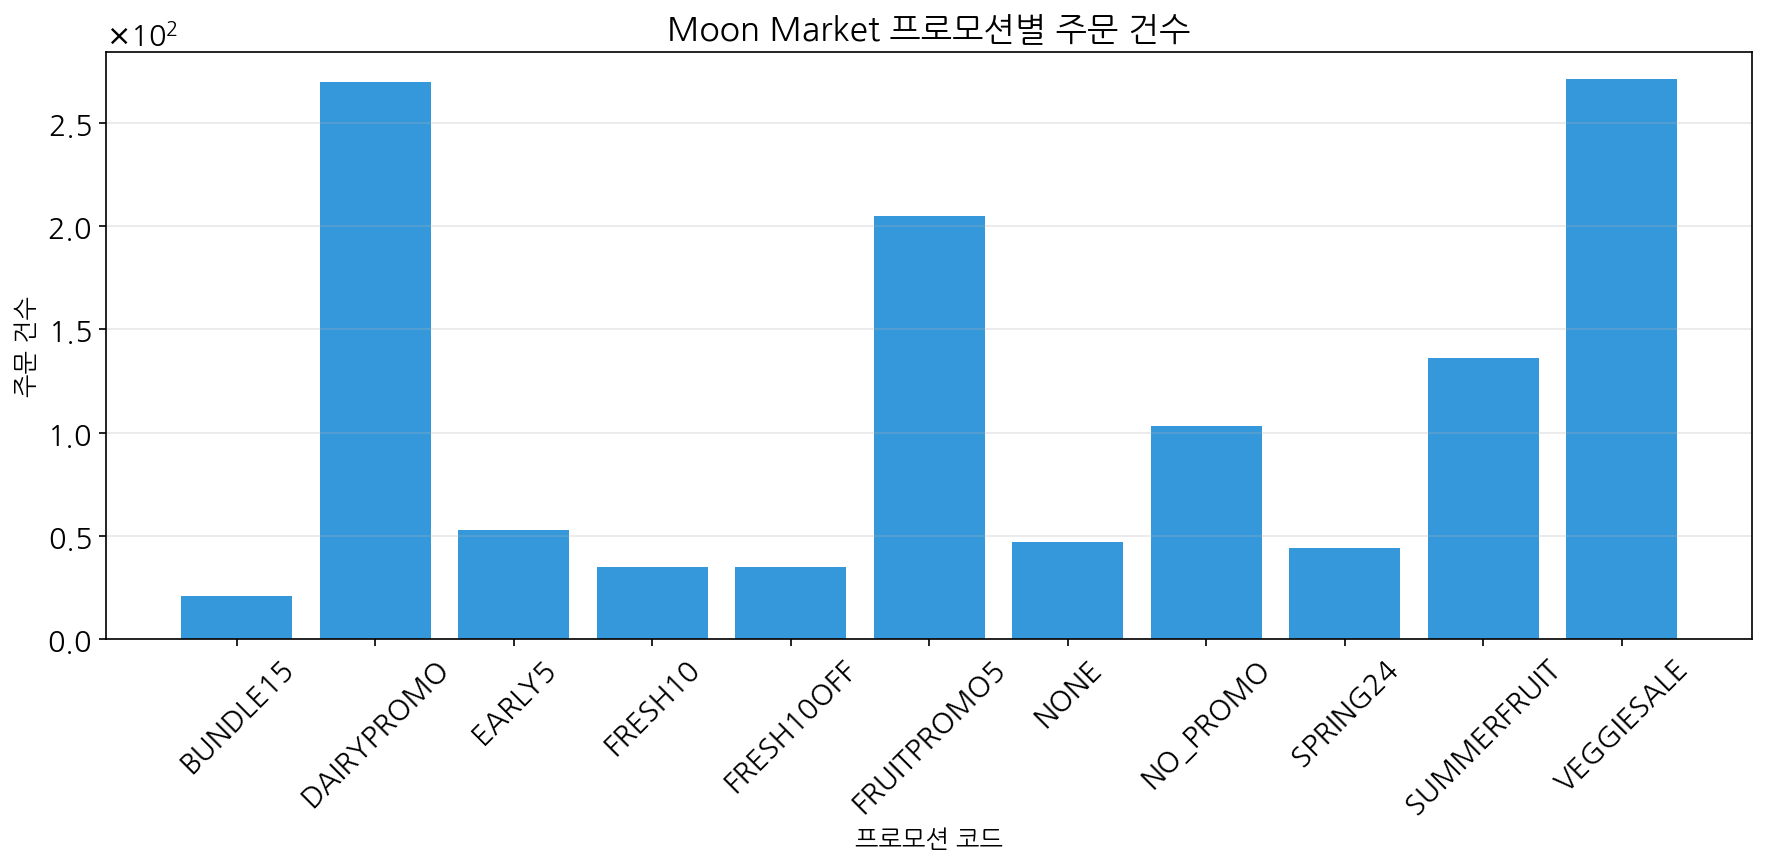 Moon Market 프로모션별 주문 건수
×10²
2.5
2.0
1.5
1.0
0.5
0.0
주문 건수
BUNDLE15
DAIRYPROMO
EARLY5
FRESH10
FRESH10OFF
FRUITPROMO5
NONE
NO_PROMO
SPRING24
SUMMERFRUIT
VEGGIESALE
프로모션 코드